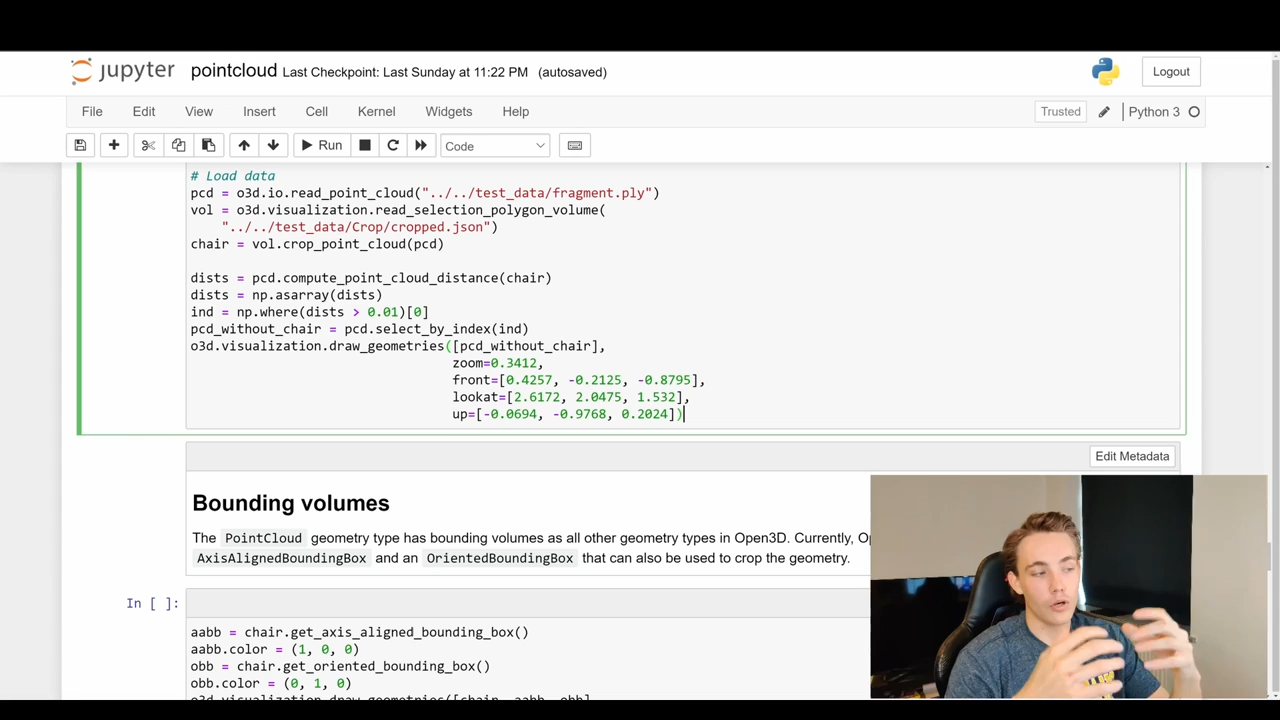 jupyter pointcloud Last Checkpoint: Last Sunday at 11:22 PM (autosaved) Logout
File Edit View Insert Cell Kernel Widgets Help Trusted Python 3
Run Code
# Load data
pcd = o3d.io.read_point_cloud("../../test_data/fragment.ply")
vol = o3d.visualization.read_selection_polygon_volume(
"../../test_data/Crop/cropped.json")
chair = vol.crop_point_cloud(pcd)
dists = pcd.compute_point_cloud_distance(chair)
dists = np.asarray(dists)
ind = np.where(dists > 0.01)[0]
pcd_without_chair = pcd.select_by_index(ind)
o3d.visualization.draw_geometries([pcd_without_chair],
zoom=0.3412,
front=[0.4257, -0.2125, -0.8795],
lookat=[2.6172, 2.0475, 1.532],
up=[-0.0694, -0.9768, 0.2024])
Edit Metadata
Bounding volumes
The PointCloud geometry type has bounding volumes as all other geometry types in Open3D. Currently,
AxisAlignedBoundingBox and an OrientedBoundingBox that can also be used to crop the geometry.
In [ ]:
aabb = chair.get_axis_aligned_bounding_box()
aabb.color = (1, 0, 0)
obb = chair.get_oriented_bounding_box()
obb.color = (0, 1, 0)
o3d.visualization.draw_geometries([chair, aabb, obb],